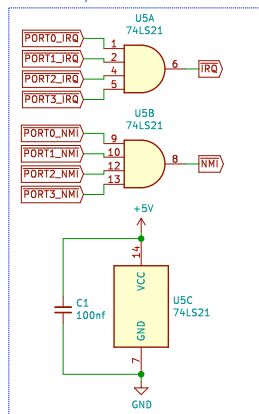 U5A
74LS21
PORT0_IRQ
1
PORT1_IRQ
2
6
IRQ
PORT2_IRQ
4
PORT3_IRQ
5
U5B
74LS21
PORT0_NMI
9
PORT1_NMI
10
8
NMI
PORT2_NMI
12
PORT3_NMI
13
+5V
14
VCC
C1
100nf
U5C
74LS21
GND
7
GND